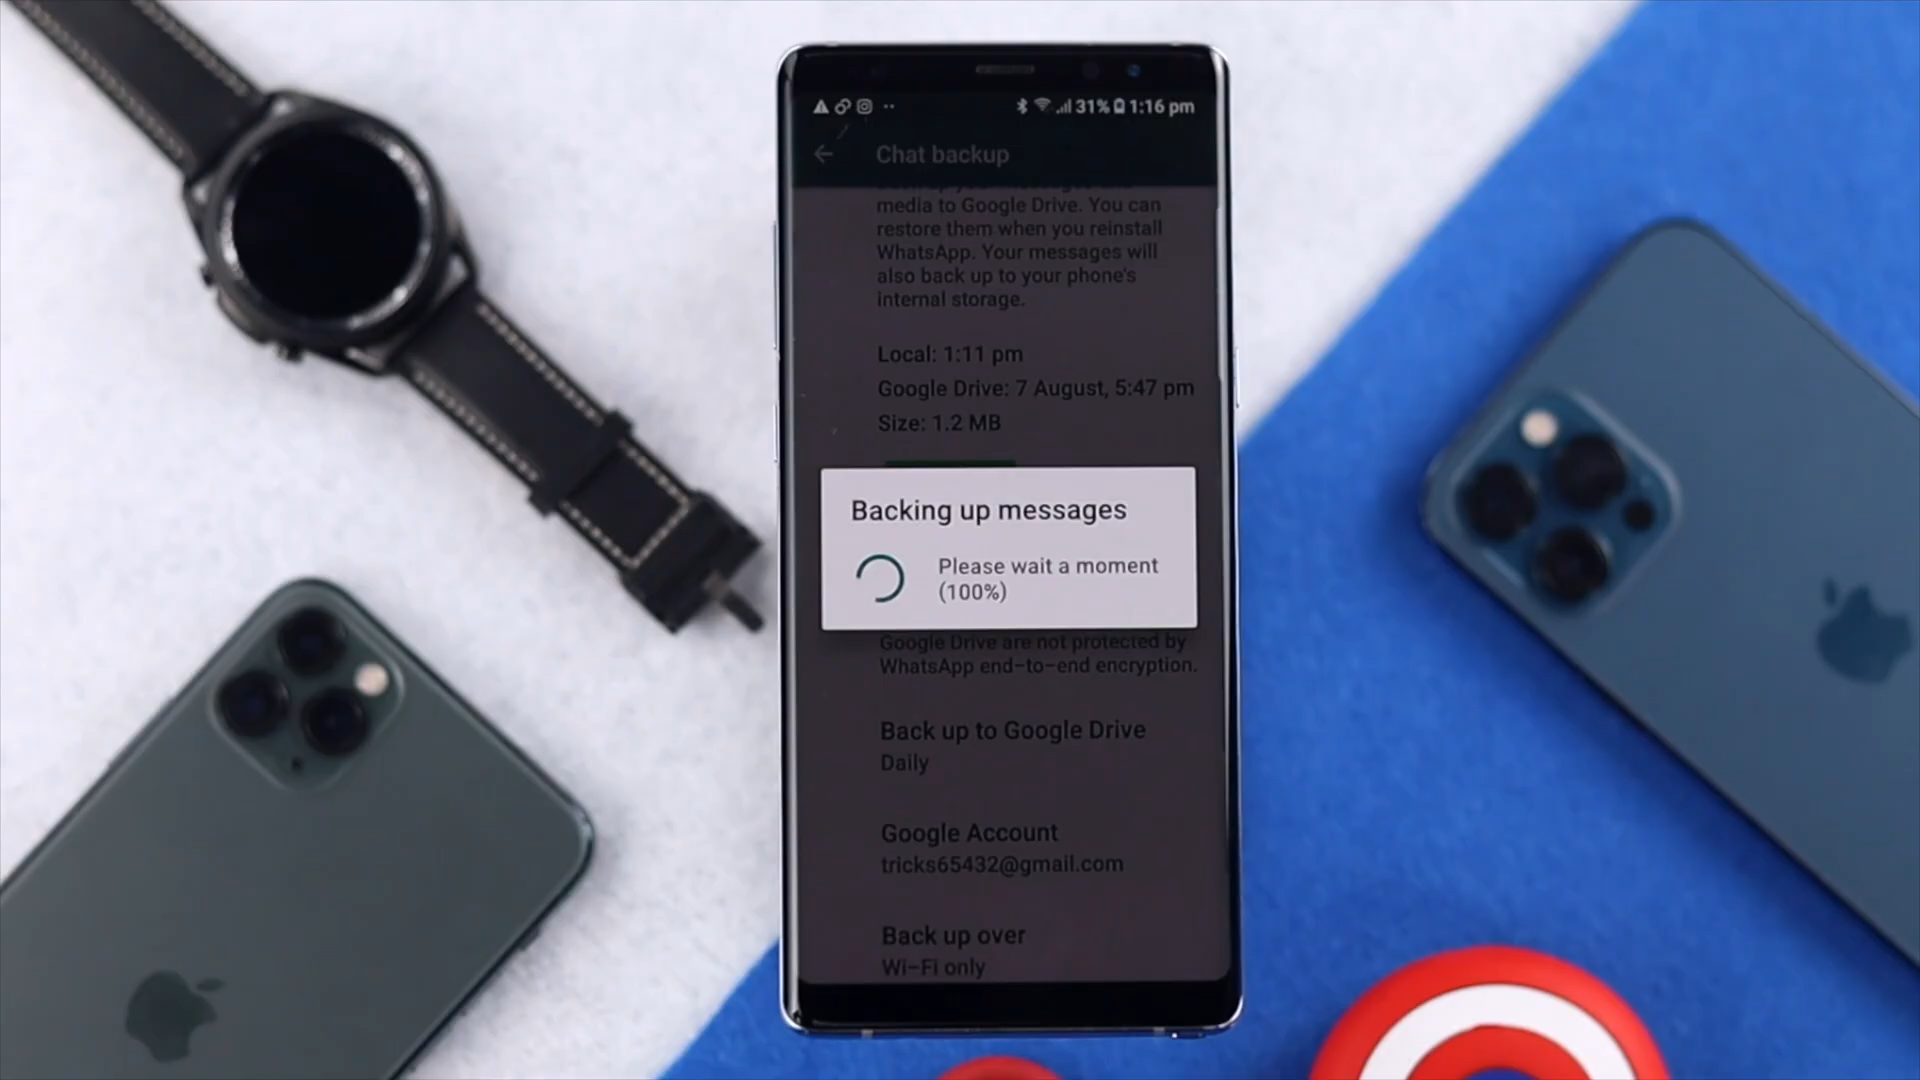 31% 1:16 pm
Chat backup
media to Google Drive. You can
restore them when you reinstall
WhatsApp. Your messages will
also back up to your phone's
internal storage.
Local: 1:11 pm
Google Drive: 7 August, 5:47 pm
Size: 1.2 MB
Backing up messages
Please wait a moment
(100%)
Google Drive are not protected by
WhatsApp end-to-end encryption.
Back up to Google Drive
Daily
Google Account
tricks65432@gmail.com
Back up over
Wi-Fi only